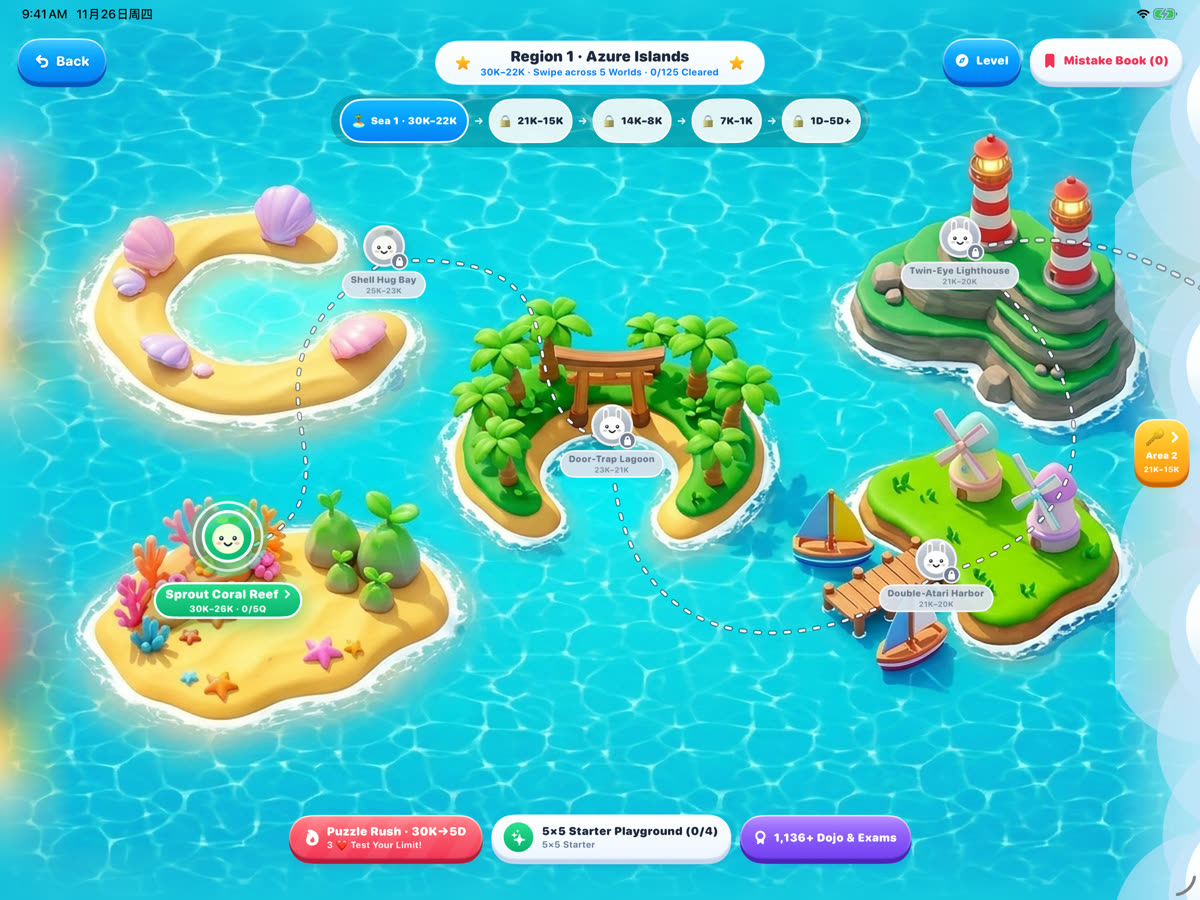 9:41 AM 11月26日周四
Back
Region 1 · Azure Islands
30K–22K · Swipe across 5 Worlds · 0/125 Cleared
Level
Mistake Book (0)
Sea 1 · 30K–22K
21K–15K
14K–8K
7K–1K
1D–5D+
Shell Hug Bay
25K–23K
Twin-Eye Lighthouse
21K–20K
Door-Trap Lagoon
23K–21K
Area 2
21K–15K
Sprout Coral Reef
30K–26K · 0/5Q
Double-Atari Harbor
21K–20K
Puzzle Rush · 30K→5D
3 ❤️ Test Your Limit!
5×5 Starter Playground (0/4)
5×5 Starter
1,136+ Dojo & Exams